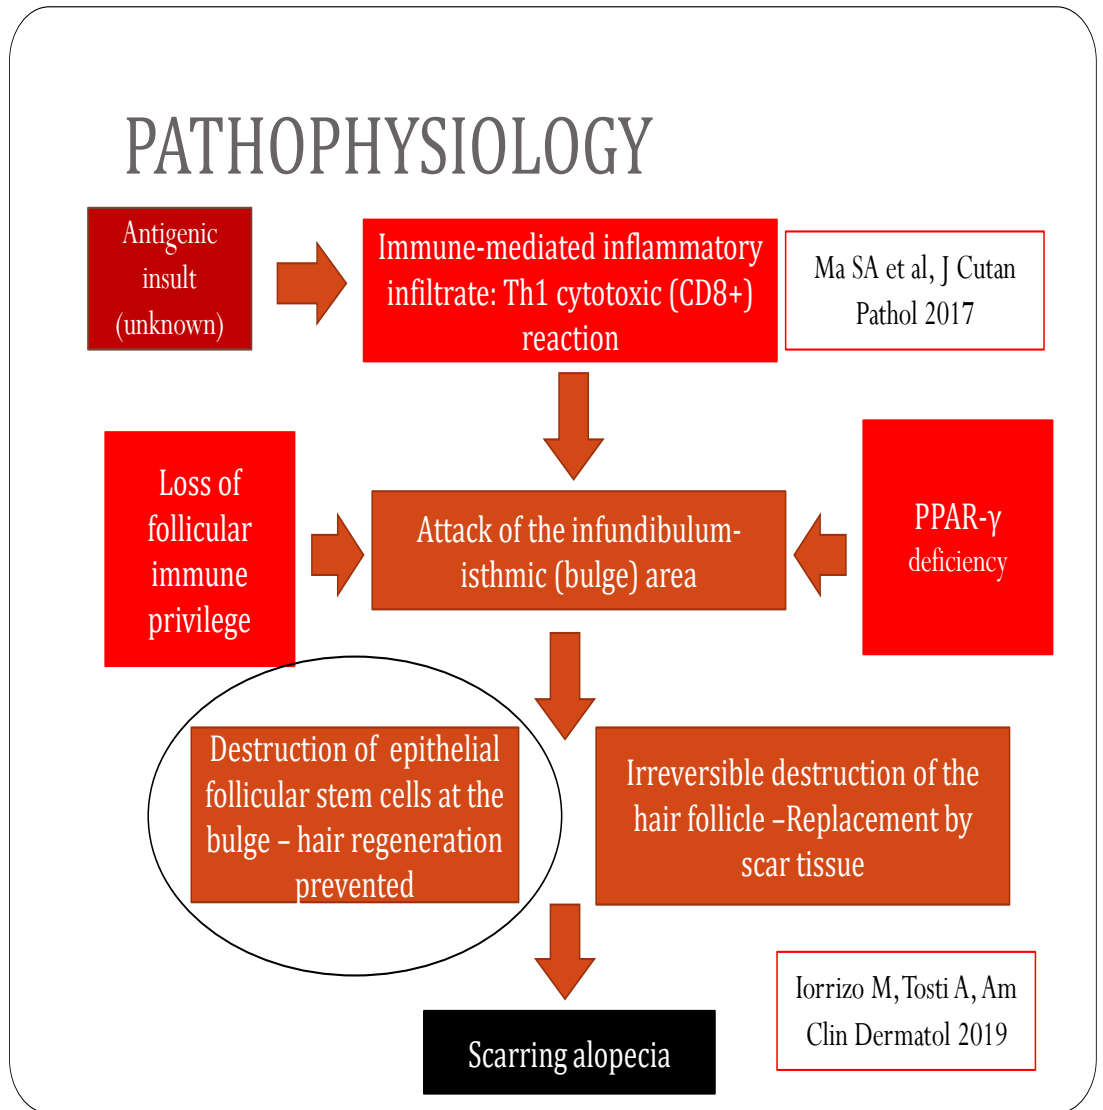 PATHOPHYSIOLOGY
Antigenic
insult
(unknown)
Immune-mediated inflammatory
infiltrate: Th1 cytotoxic (CD8+)
reaction
Ma SA et al, J Cutan
Pathol 2017
Loss of
follicular
immune
privilege
Attack of the infundibulum-
isthmic (bulge) area
PPAR-γ
deficiency
Destruction of epithelial
follicular stem cells at the
bulge – hair regeneration
prevented
Irreversible destruction of the
hair follicle –Replacement by
scar tissue
Iorrizo M, Tosti A, Am
Clin Dermatol 2019
Scarring alopecia